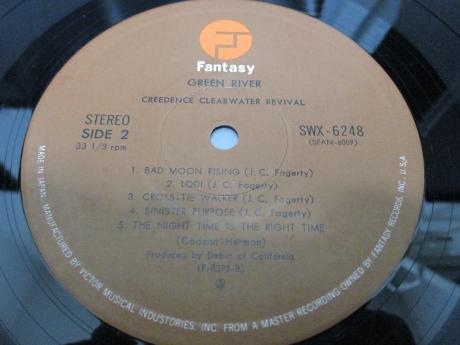 Fantasy
GREEN RIVER
CREEDENCE CLEARWATER REVIVAL
STEREO
SIDE 2
33 1/3 rpm
SWX-6248
(SFAN-6009)
1. BAD MOON RISING (J. C. Fogerty)
2. LODI (J. C. Fogerty)
3. CROSS-TIE WALKER (J. C. Fogerty)
4. SINISTER PURPOSE (J. C. Fogerty)
5. THE NIGHT TIME IS THE RIGHT TIME
(Cadena-Herman)
Produced by Debut of California
(F-8393-B)
MADE IN JAPAN, MANUFACTURED BY VICTOR MUSICAL INDUSTORIES, INC. FROM A MASTER RECORDING OWNED BY FANTASY RECORDS INC. U.S.A